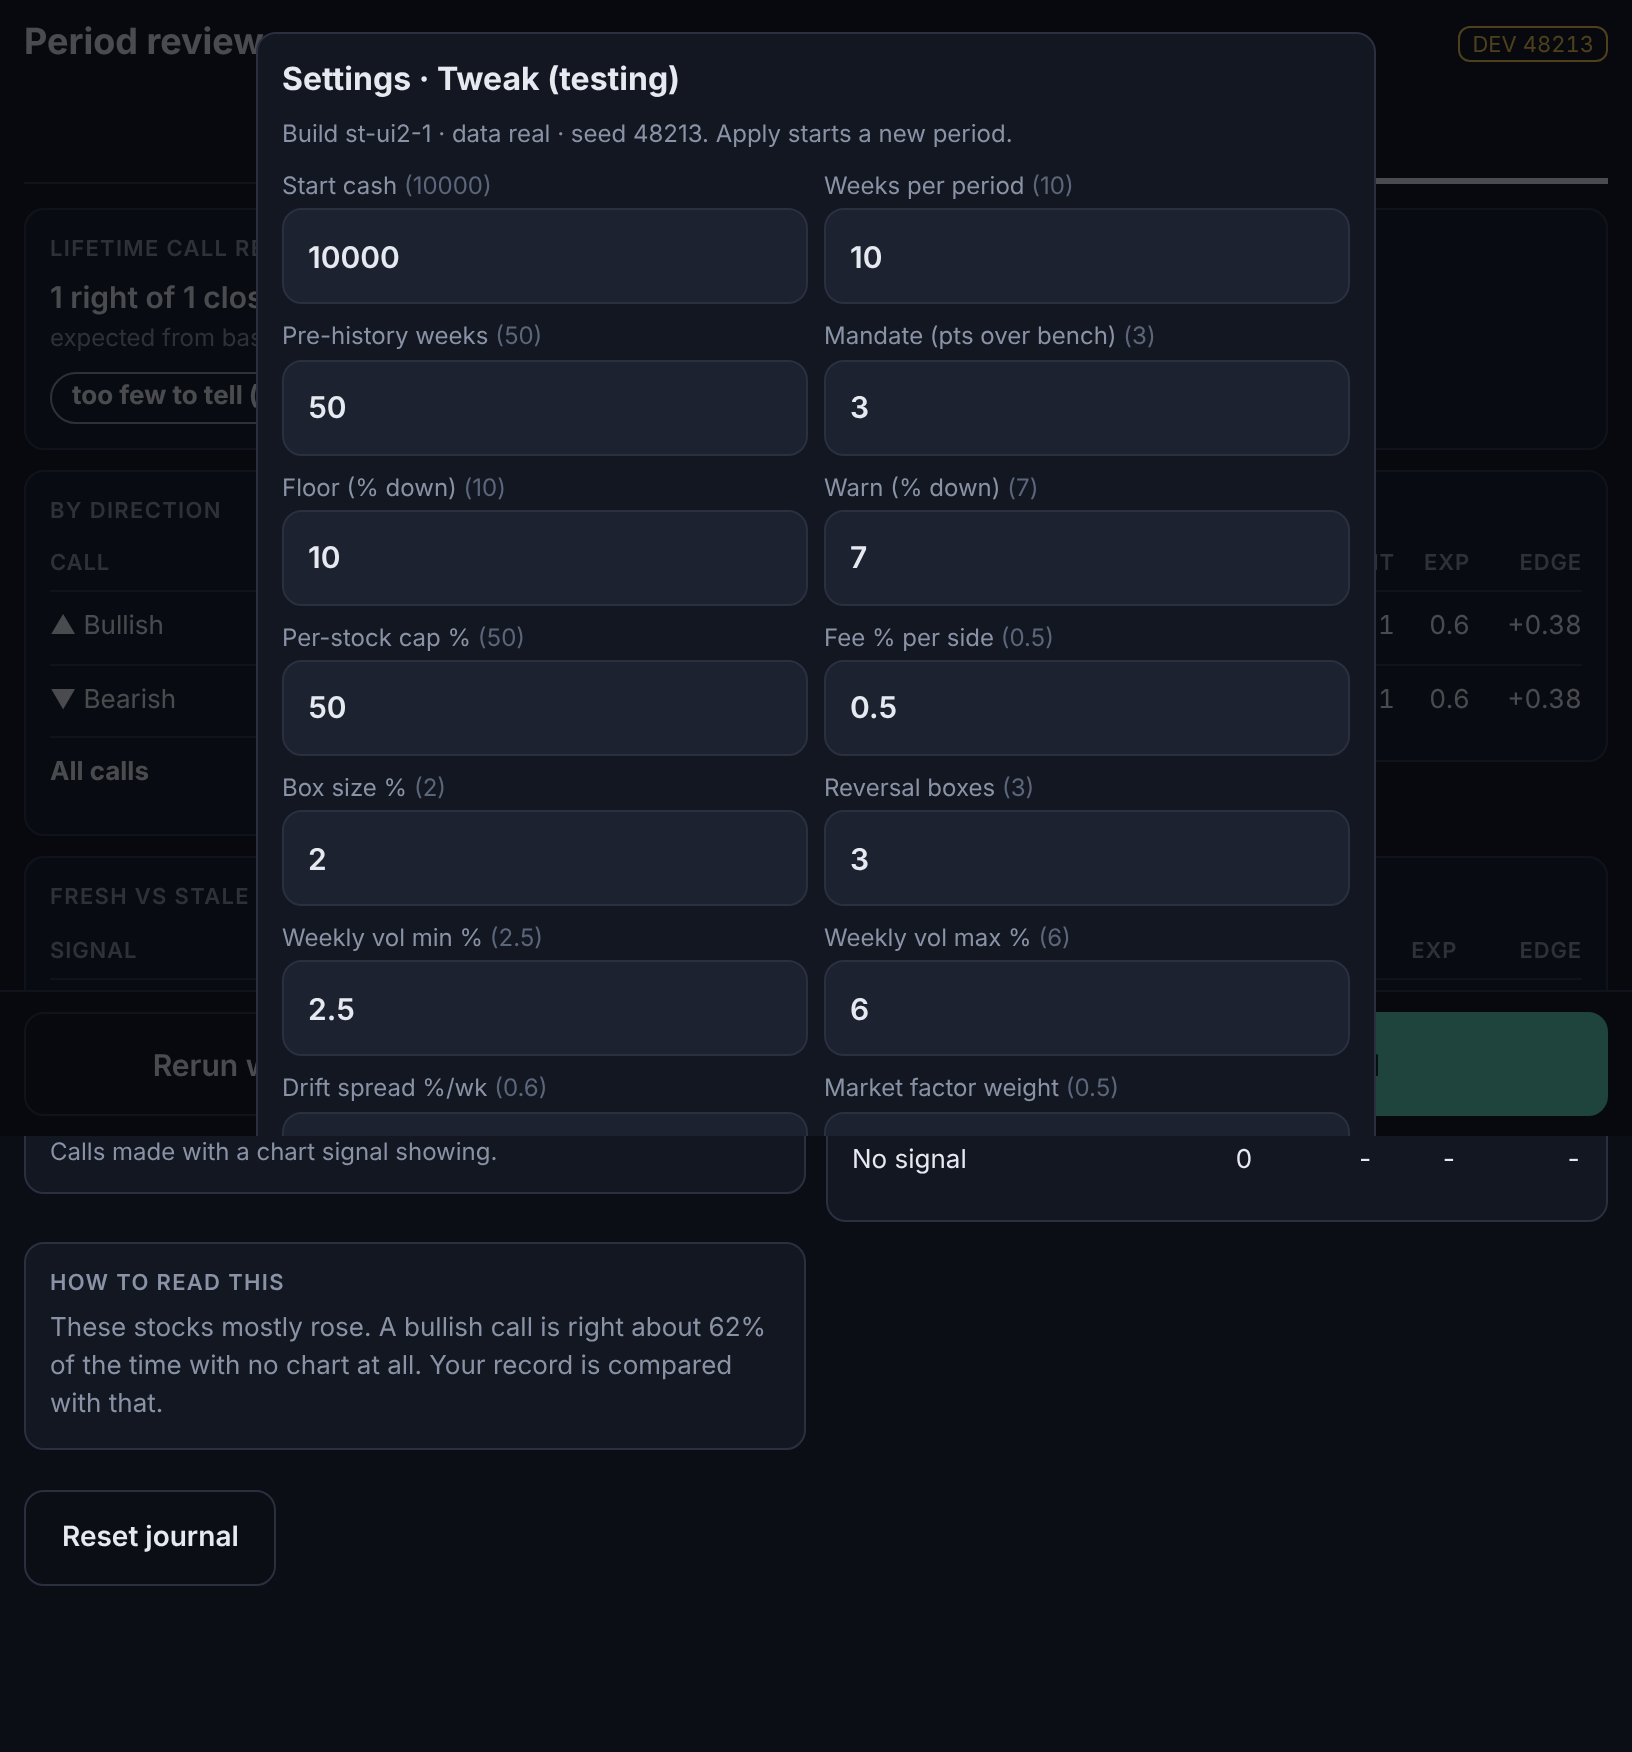 Period review
DEV 48213
Settings · Tweak (testing)
Build st-ui2-1 · data real · seed 48213. Apply starts a new period.
Start cash (10000)
Weeks per period (10)
10000
10
Pre-history weeks (50)
Mandate (pts over bench) (3)
50
3
Floor (% down) (10)
Warn (% down) (7)
10
7
Per-stock cap % (50)
Fee % per side (0.5)
50
0.5
Box size % (2)
Reversal boxes (3)
2
3
Weekly vol min % (2.5)
Weekly vol max % (6)
2.5
6
Drift spread %/wk (0.6)
Market factor weight (0.5)
LIFETIME CALL
1 right of 1
expected from
too few to tell
BY DIRECTION
CALL
EXP EDGE
▲ Bullish
1 0.6 +0.38
▼ Bearish
1 0.6 +0.38
All calls
FRESH VS STALE
SIGNAL
EXP EDGE
Rerun
Calls made with a chart signal showing.
No signal 0 - - -
HOW TO READ THIS
These stocks mostly rose. A bullish call is right about 62%
of the time with no chart at all. Your record is compared
with that.
Reset journal